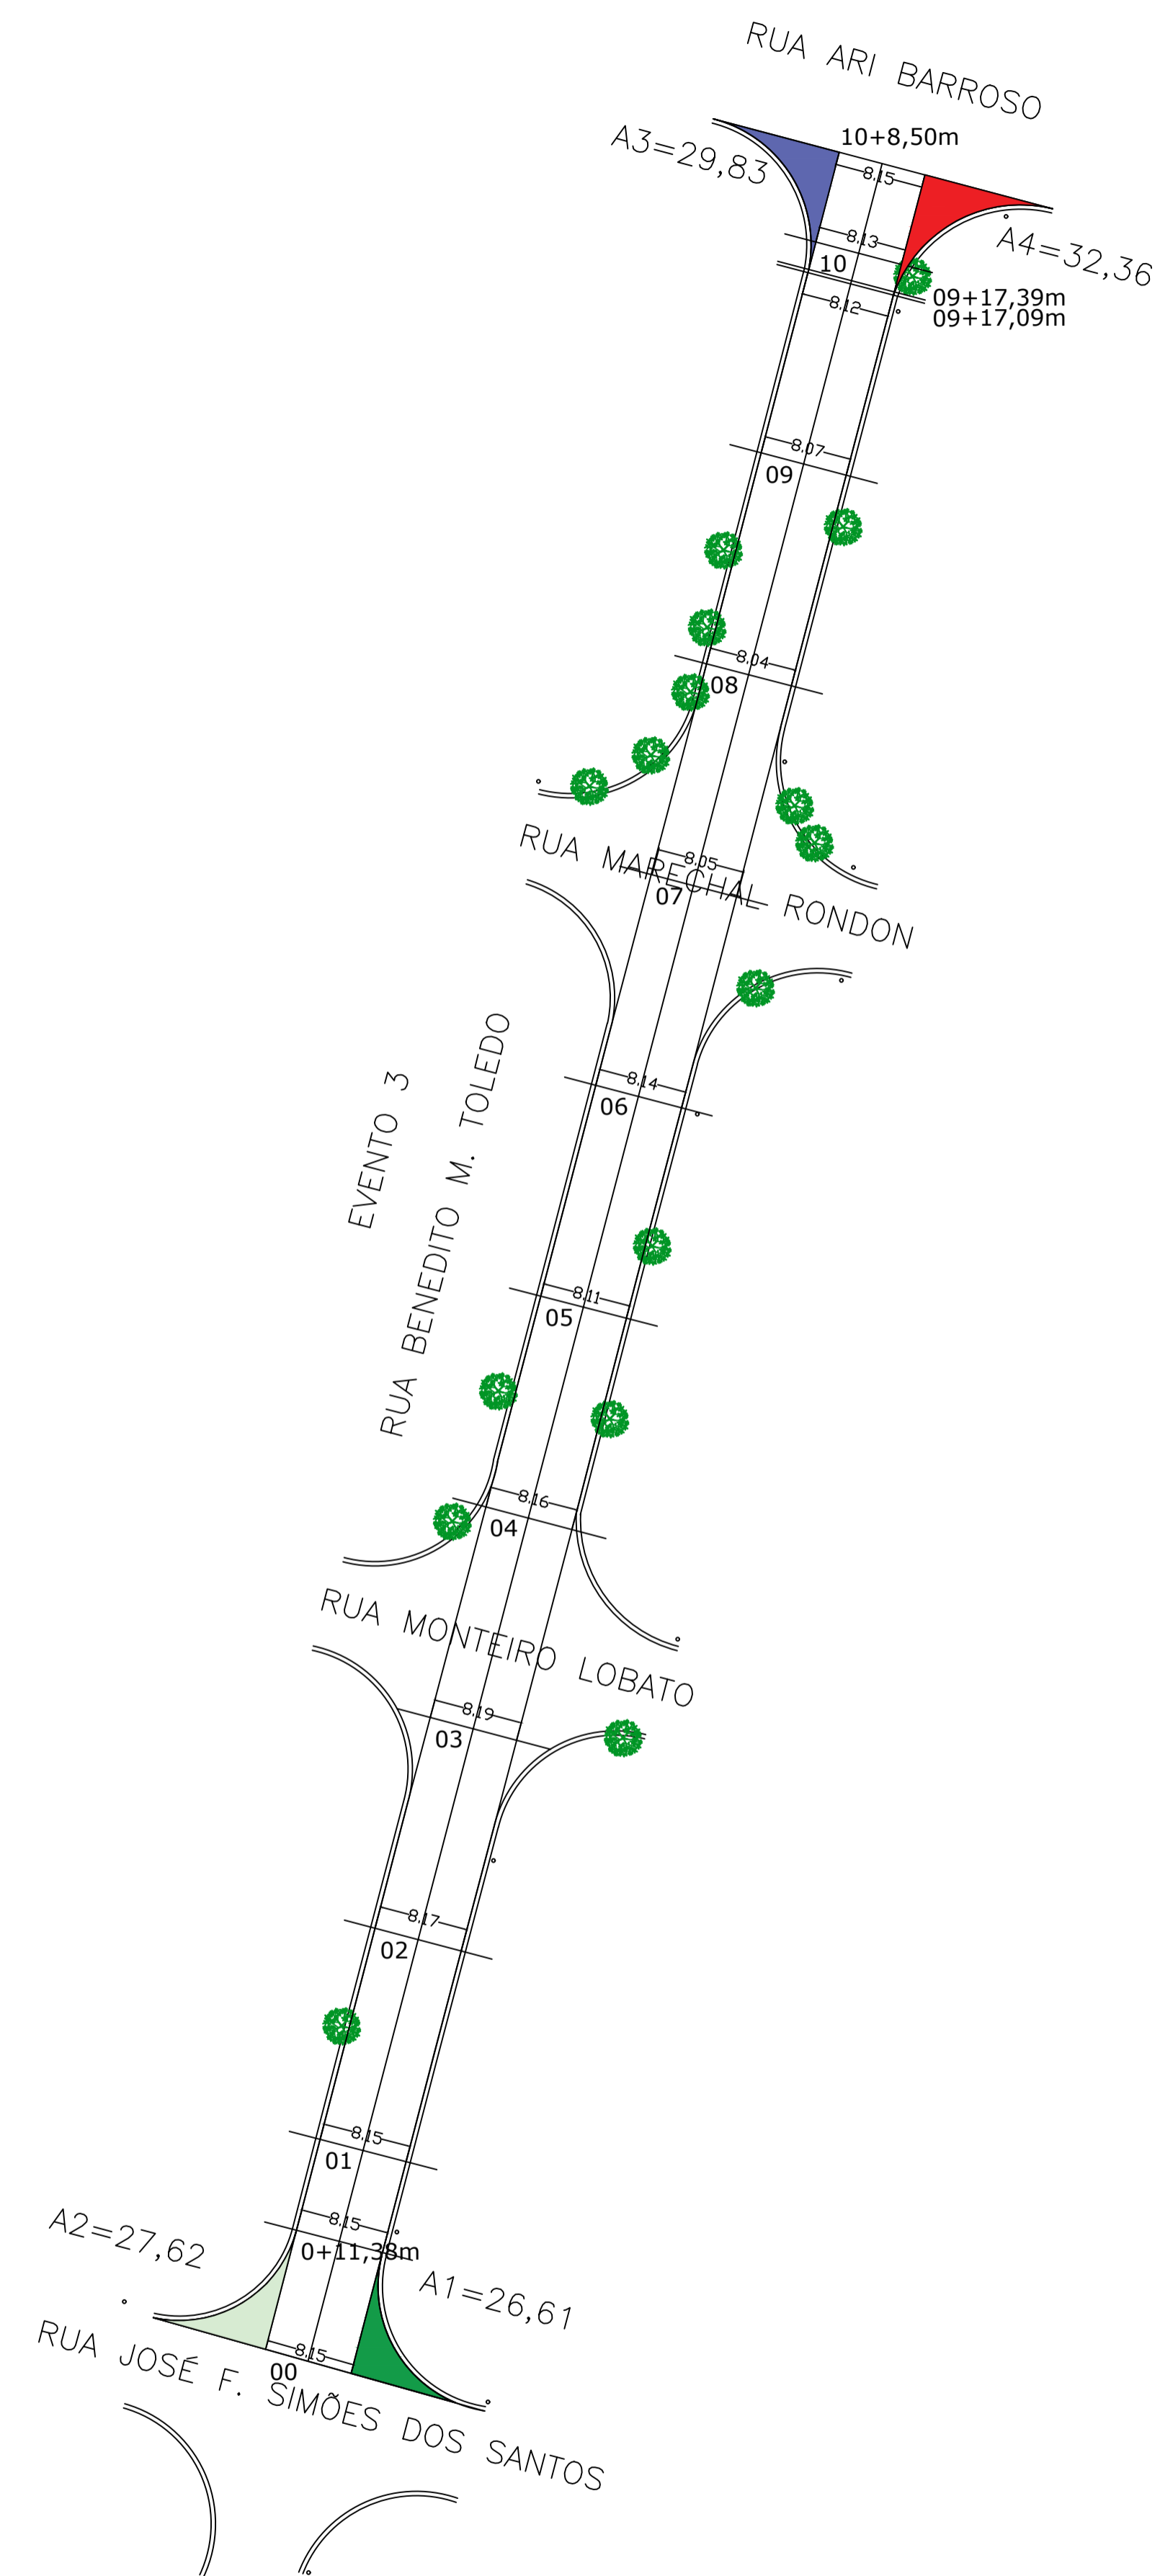 RUA ARI BARROSO
10+8,50m
A3=29,83
8.15
A4=32,36
8.13
10
09+17,39m
09+17,09m
8.12
8.07
09
8.04
08
RUA MARECHAL RONDON
8.05
07
8.14
06
EVENTO 3
RUA BENEDITO M. TOLEDO
8.11
05
8.16
04
RUA MONTEIRO LOBATO
8.19
03
8.17
02
8.15
01
A2=27,62
8.15
0+11,38m
A1=26,61
8.15
00
RUA JOSÉ F. SIMÕES DOS SANTOS